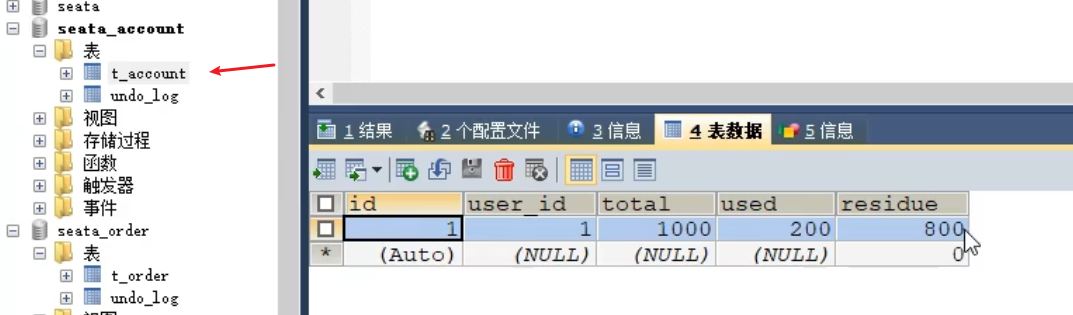 seata
seata_account
表
t_account
undo_log
视图
存储过程
函数
触发器
事件
seata_order
表
t_order
undo_log
1 结果 2 个配置文件 3 信息 4 表数据 5 信息
id user_id total used residue
1 1 1000 200 800
* (Auto) (NULL) (NULL) (NULL) 0